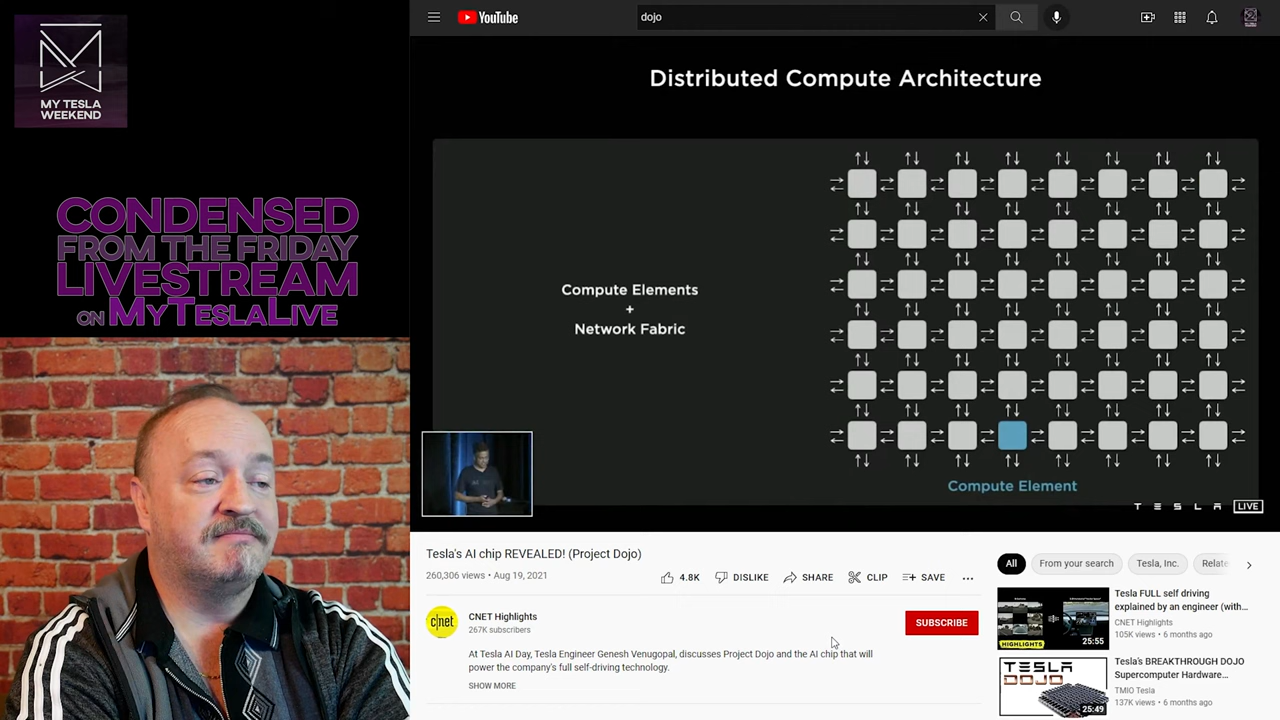 MY TESLA
WEEKEND
CONDENSED
FROM THE FRIDAY
LIVESTREAM
ON MYTESLALIVE
YouTube
dojo
Distributed Compute Architecture
Compute Elements
+
Network Fabric
Compute Element
TESLA LIVE
Tesla's AI chip REVEALED! (Project Dojo)
260,306 views • Aug 19, 2021
4.8K DISLIKE SHARE CLIP SAVE
c|net
CNET Highlights
267K subscribers
SUBSCRIBE
At Tesla AI Day, Tesla Engineer Genesh Venugopal, discusses Project Dojo and the AI chip that will
power the company's full self-driving technology.
SHOW MORE
All From your search Tesla, Inc. Relate
HIGHLIGHTS
25:55
Tesla FULL self driving
explained by an engineer (with...
CNET Highlights
105K views • 6 months ago
TESLA
DOJO
25:49
Tesla's BREAKTHROUGH DOJO
Supercomputer Hardware...
TMIO Tesla
137K views • 6 months ago